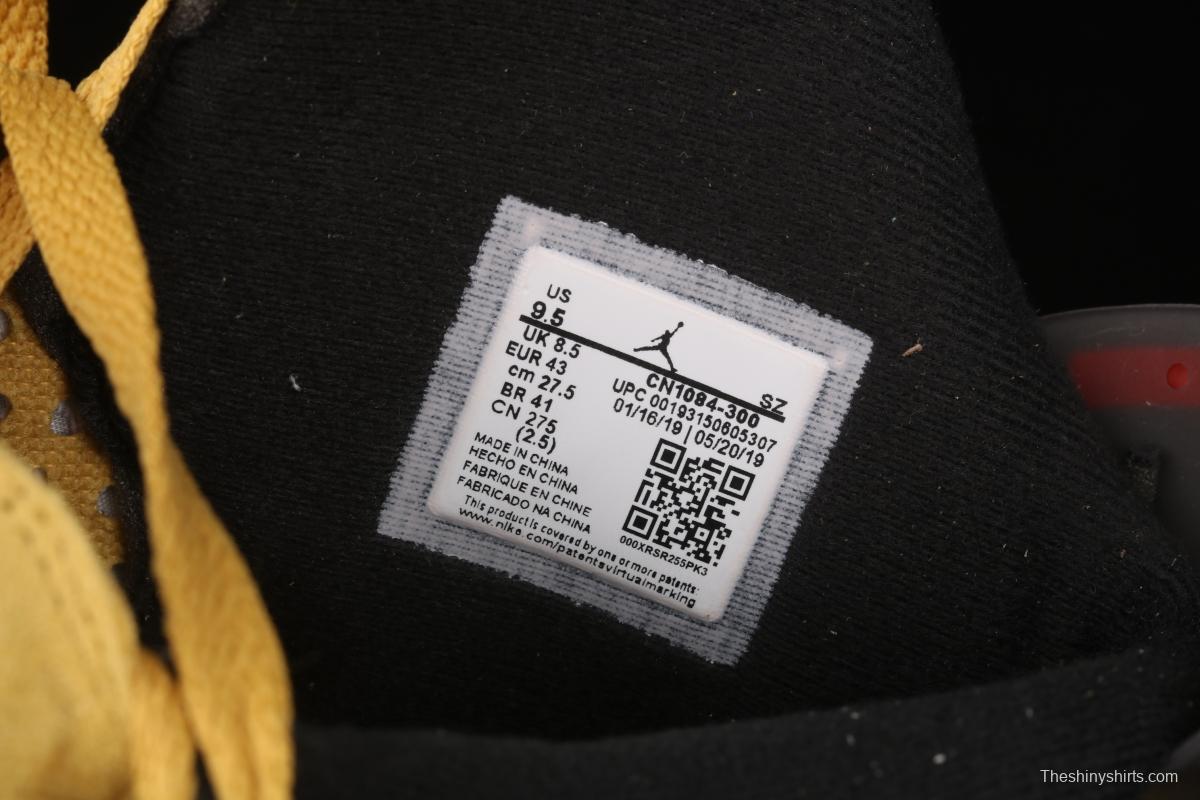 US
9.5
SZ
UK 8.5
EUR 43
cm 27.5
BR 41
CN 275
(2.5)
CN1084-300
UPC 00193150605307
01/16/19 | 05/20/19
MADE IN CHINA
HECHO EN CHINA
FABRIQUE EN CHINE
FABRICADO NA CHINA
000XRSR255PK3
This product is covered by one or more patents:
www.nike.com/patentsvirtualmarking
Theshinyshirts.com